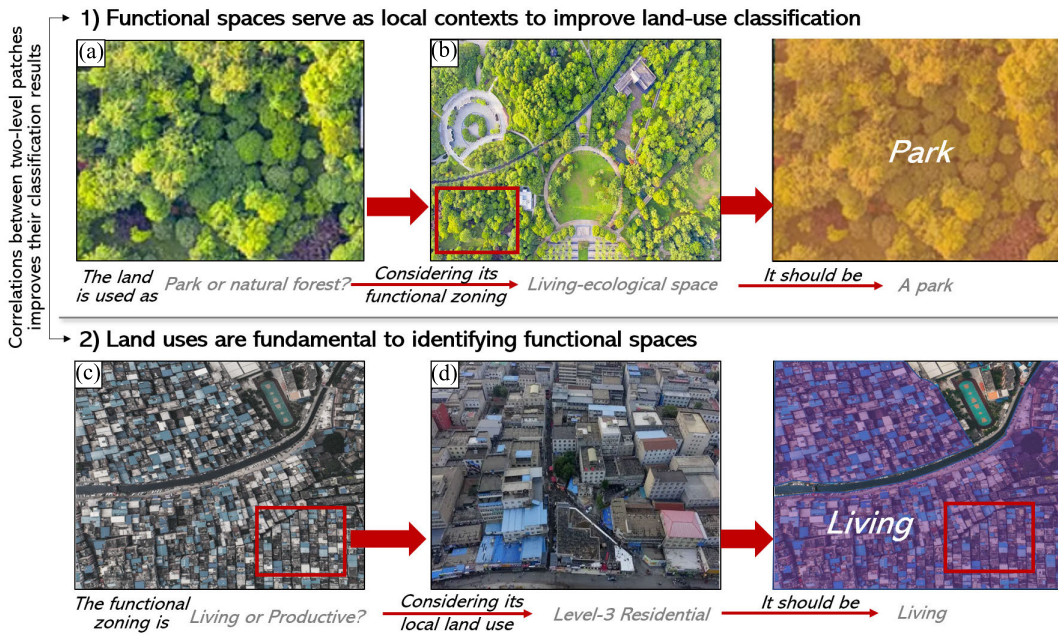 Correlations between two-level patches
improves their classification results
1) Functional spaces serve as local contexts to improve land-use classification
(a)
(b)
Park
The land
is used as
Park or natural forest?
Considering its
functional zoning
Living-ecological space
It should be
A park
2) Land uses are fundamental to identifying functional spaces
(c)
(d)
Living
The functional
zoning is
Living or Productive?
Considering its
local land use
Level-3 Residential
It should be
Living